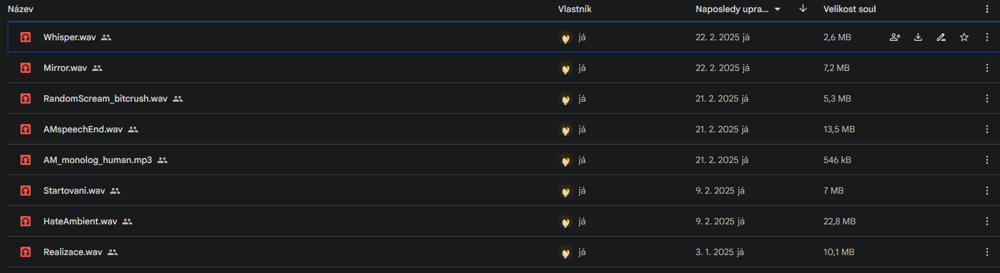 Název Vlastník Naposledy upra... Velikost soub
Whisper.wav já 22. 2. 2025 já 2,6 MB
Mirror.wav já 22. 2. 2025 já 7,2 MB
RandomScream_bitcrush.wav já 21. 2. 2025 já 5,3 MB
AMspeechEnd.wav já 21. 2. 2025 já 13,5 MB
AM_monolog_human.mp3 já 21. 2. 2025 já 546 kB
Startovani.wav já 9. 2. 2025 já 7 MB
HateAmbient.wav já 9. 2. 2025 já 22,8 MB
Realizace.wav já 3. 1. 2025 já 10,1 MB